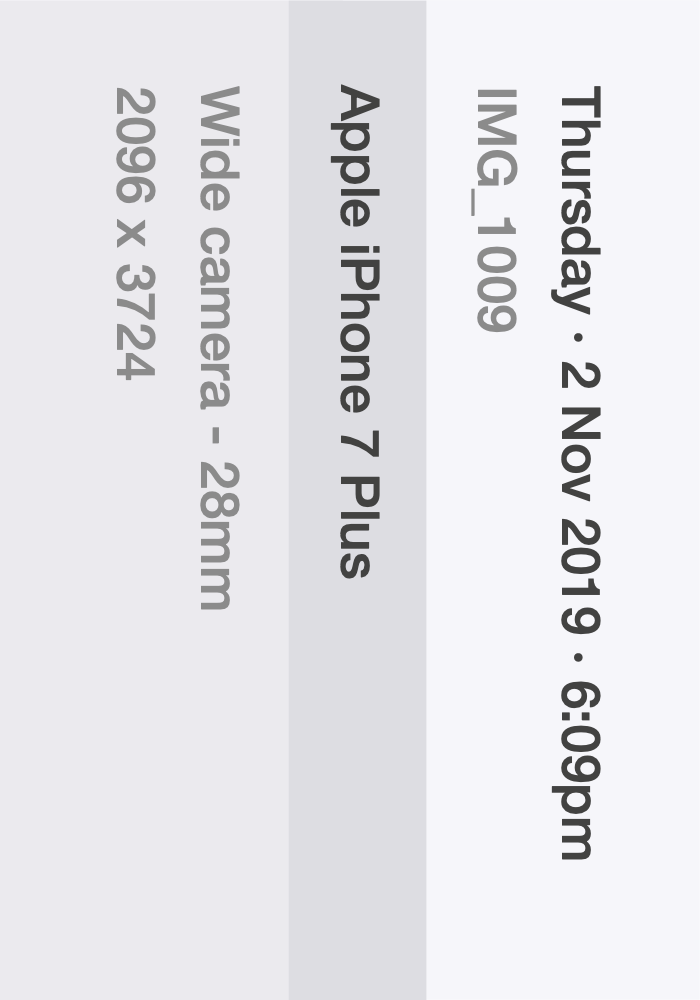 Thursday · 2 Nov 2019 · 6:09pm
IMG_1009
Apple iPhone 7 Plus
Wide camera - 28mm
2096 x 3724